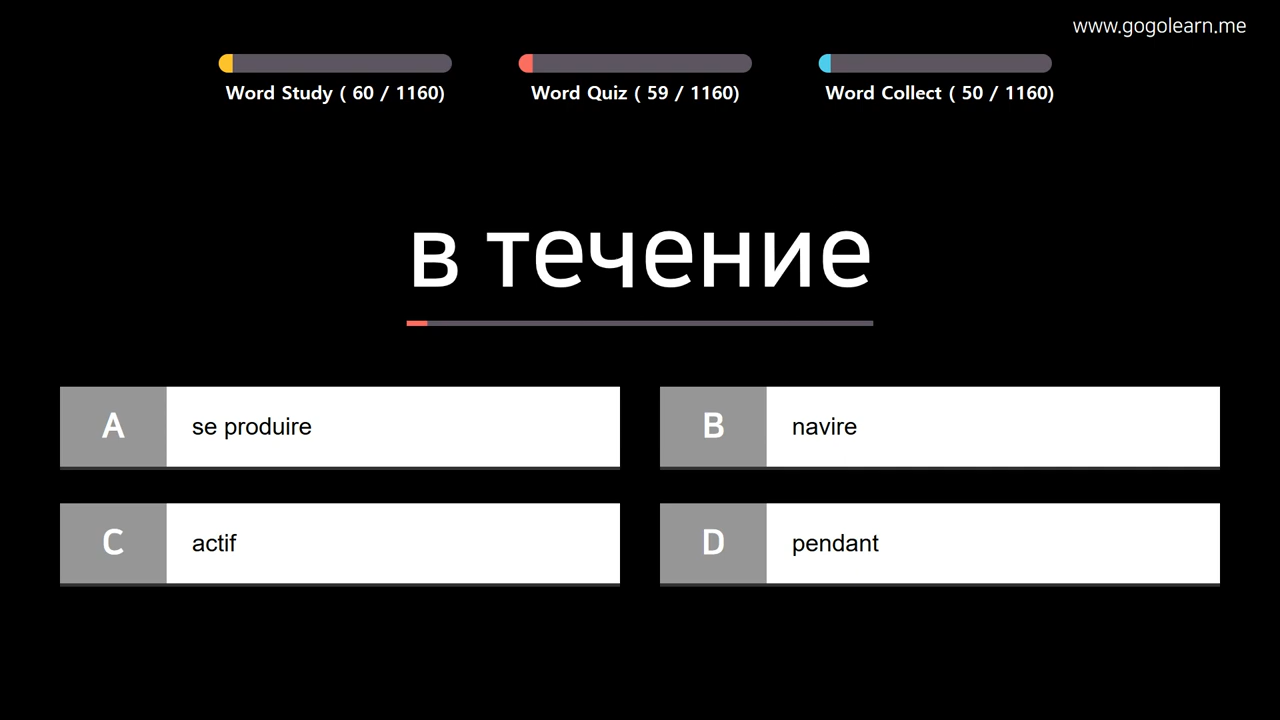 www.gogolearn.me
Word Study ( 60 / 1160)
Word Quiz ( 59 / 1160)
Word Collect ( 50 / 1160)
в течение
A
se produire
B
navire
C
actif
D
pendant